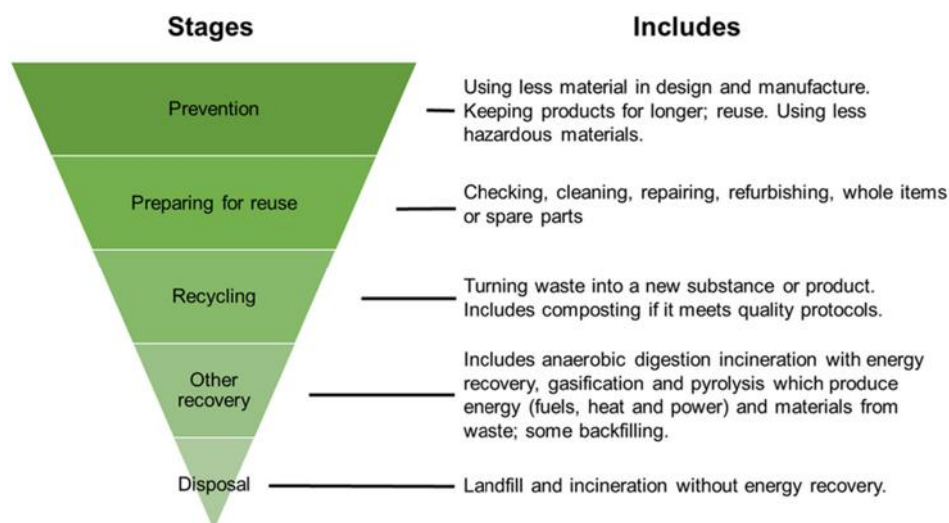 Stages
Includes
Prevention
Using less material in design and manufacture.
Keeping products for longer; reuse. Using less
hazardous materials.
Preparing for reuse
Checking, cleaning, repairing, refurbishing, whole items
or spare parts
Recycling
Turning waste into a new substance or product.
Includes composting if it meets quality protocols.
Other
recovery
Includes anaerobic digestion incineration with energy
recovery, gasification and pyrolysis which produce
energy (fuels, heat and power) and materials from
waste; some backfilling.
Disposal
Landfill and incineration without energy recovery.